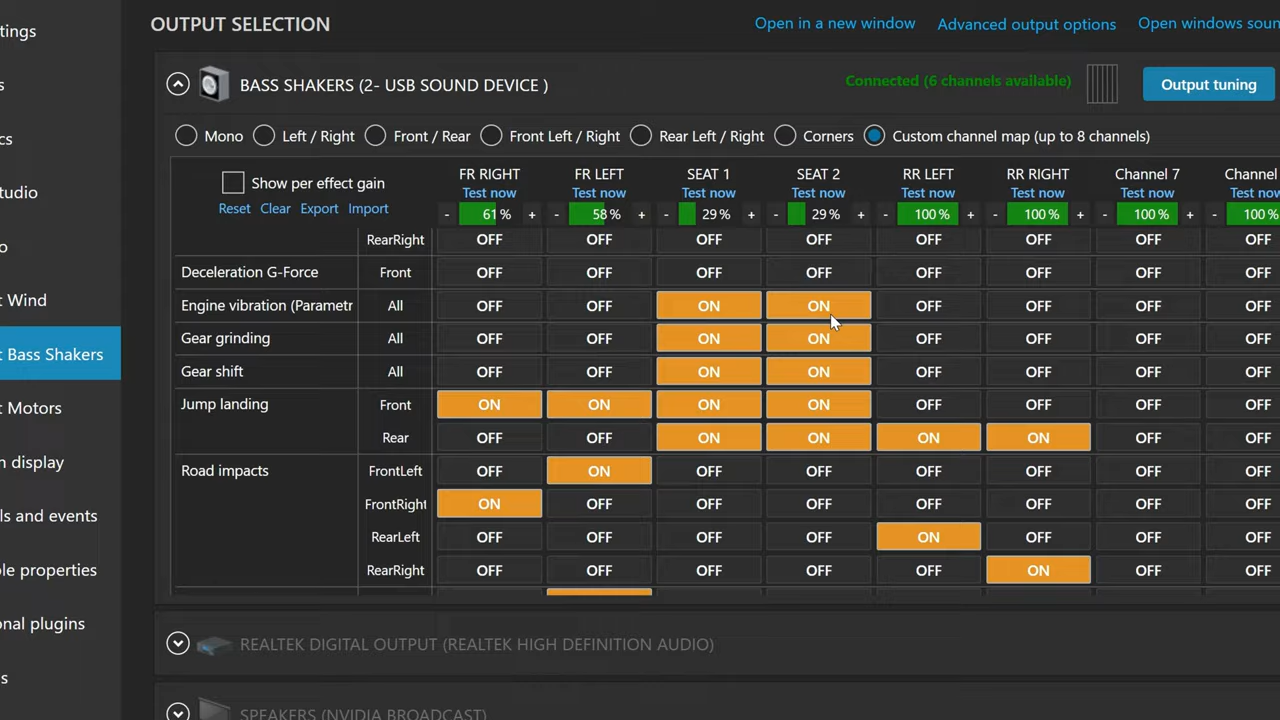 OUTPUT SELECTION Open in a new window Advanced output options Open windows soun
tings
s
cs
tudio
o
t Wind
t Bass Shakers
t Motors
n display
ls and events
le properties
onal plugins
s
BASS SHAKERS (2- USB SOUND DEVICE ) Connected (6 channels available) Output tuning
Mono Left / Right Front / Rear Front Left / Right Rear Left / Right Corners Custom channel map (up to 8 channels)
Show per effect gain
Reset Clear Export Import
FR RIGHT FR LEFT SEAT 1 SEAT 2 RR LEFT RR RIGHT Channel 7 Channel
Test now Test now Test now Test now Test now Test now Test now Test now
- 61 % + - 58 % + - 29 % + - 29 % + - 100 % + - 100 % + - 100 % + - 100 %
RearRight OFF OFF OFF OFF OFF OFF OFF OFF
Deceleration G-Force Front OFF OFF OFF OFF OFF OFF OFF OFF
Engine vibration (Parametr All OFF OFF ON ON OFF OFF OFF OFF
Gear grinding All OFF OFF ON ON OFF OFF OFF OFF
Gear shift All OFF OFF ON ON OFF OFF OFF OFF
Jump landing Front ON ON ON ON OFF OFF OFF OFF
Rear OFF OFF ON ON ON ON OFF OFF
Road impacts FrontLeft OFF ON OFF OFF OFF OFF OFF OFF
FrontRight ON OFF OFF OFF OFF OFF OFF OFF
RearLeft OFF OFF OFF OFF ON OFF OFF OFF
RearRight OFF OFF OFF OFF OFF ON OFF OFF
REALTEK DIGITAL OUTPUT (REALTEK HIGH DEFINITION AUDIO)
SPEAKERS (NVIDIA BROADCAST)